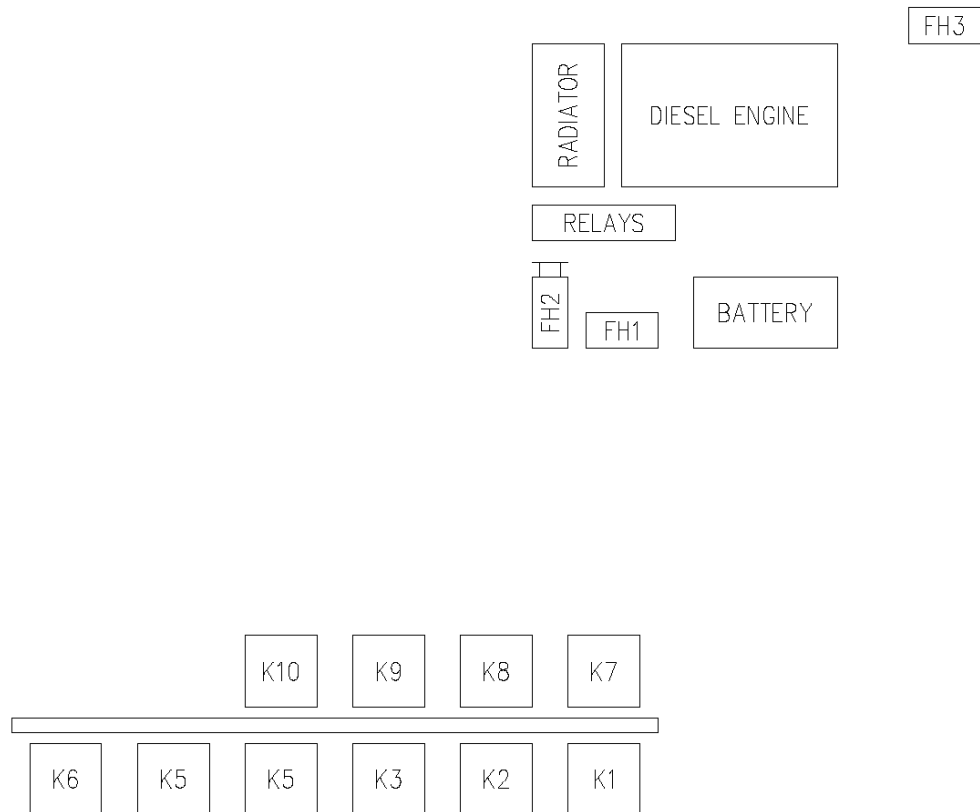 FH3
RADIATOR
DIESEL ENGINE
RELAYS
FH2
FH1
BATTERY
K10
K9
K8
K7
K6
K5
K5
K3
K2
K1